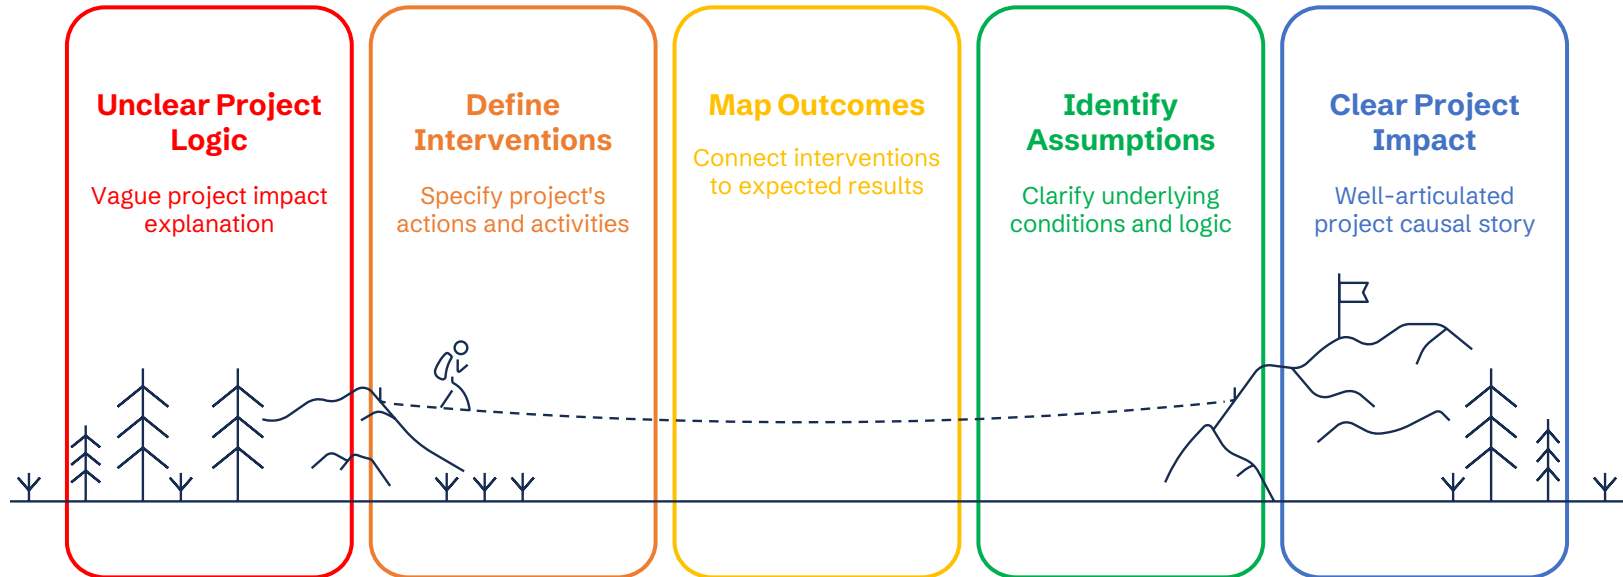 Unclear Project
Logic
Vague project impact
explanation
Define
Interventions
Specify project's
actions and activities
Map Outcomes
Connect interventions
to expected results
Identify
Assumptions
Clarify underlying
conditions and logic
Clear Project
Impact
Well-articulated
project causal story